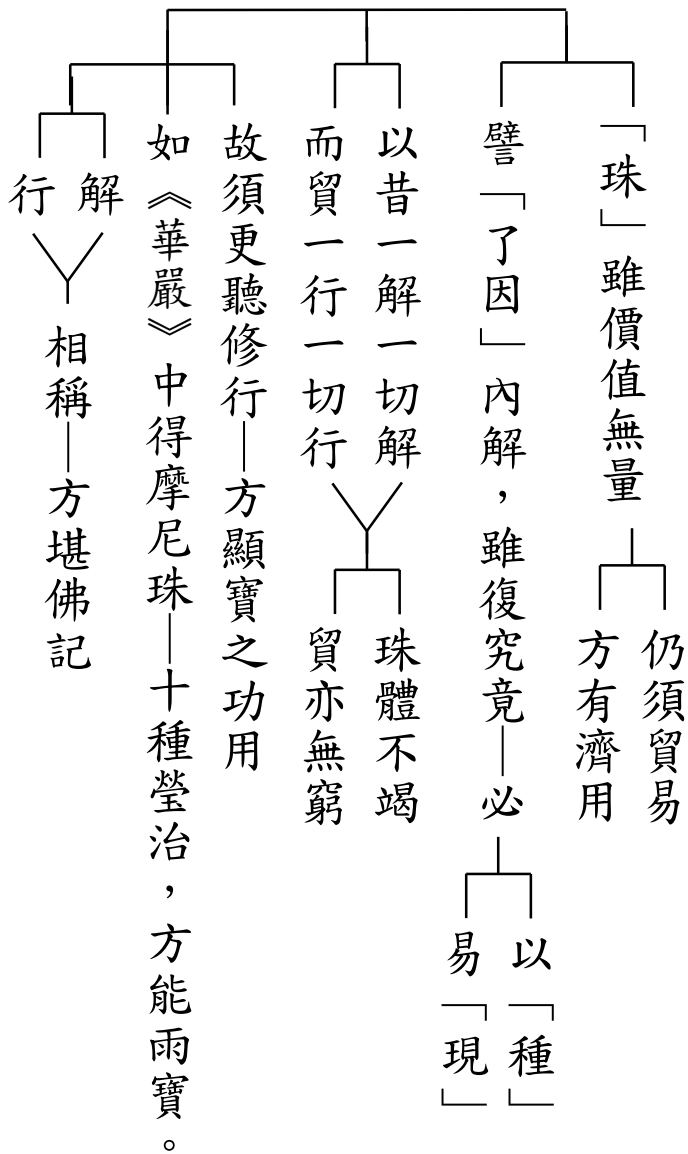 「珠」雖價值無量
仍須貿易
方有濟用
譬「了因」內解，雖復究竟—必
以「種」
易「現」
以昔一解一切解
而貿一行一切行
珠體不竭
貿亦無窮
故須更聽修行—方顯寶之功用
如《華嚴》中得摩尼珠—十種瑩治，方能雨寶。
解
行
相稱—方堪佛記